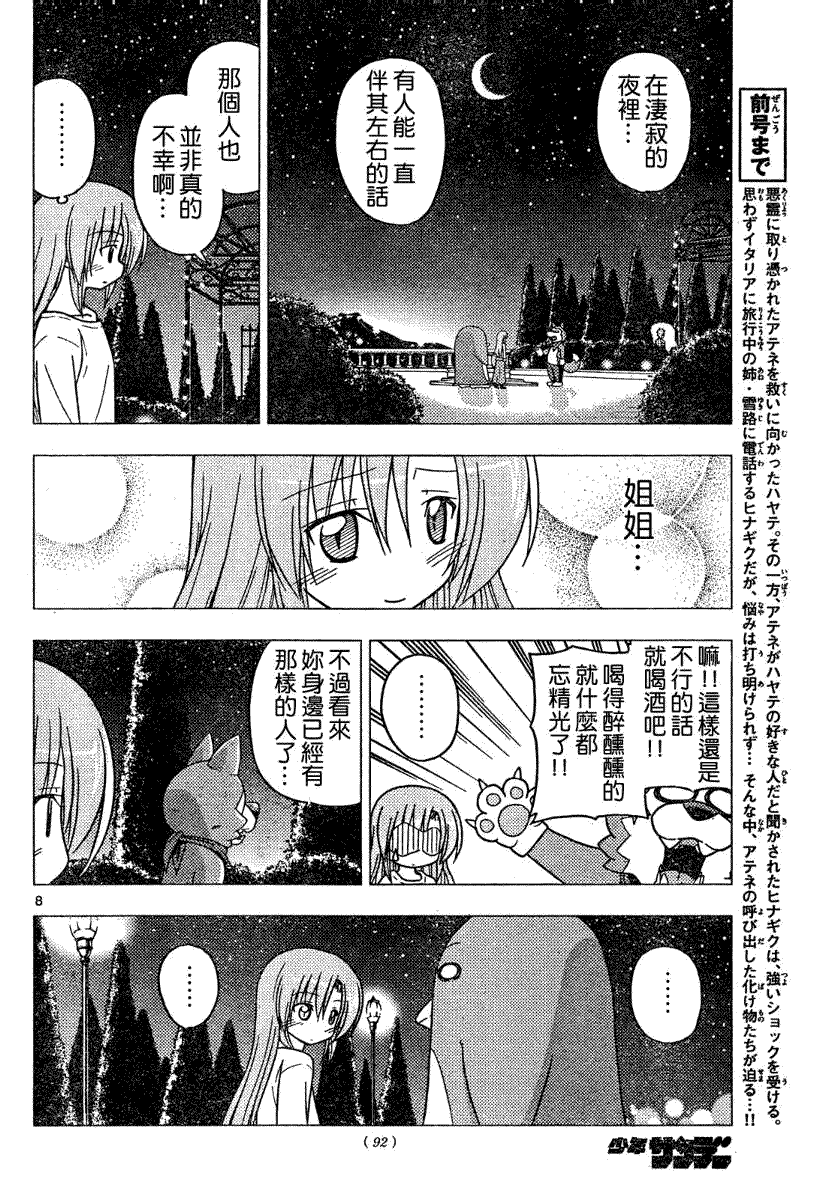 前号まで
悪霊に取り憑かれたアテネを救いに向かったハヤテ。その一方、アテネがハヤテの好きな人だと聞かされたヒナギクは、強いショックを受ける。
思わずイタリアに旅行中の姉・雪路に電話するヒナギクだが、悩みは打ち明けられず… そんな中、アテネの呼び出した化け物たちが迫る…!!
在淒寂的
夜裡…
有人能一直
伴其左右的話
那個人也
並非真的
不幸啊…
……
姐
姐…
嘛!!這樣還是
不行的話
就喝酒吧!!
喝得醉醺醺的
就什麼都
忘精光了!!
……
不過看來
妳身邊已經有
那樣的人了…
……
……
8
(92)
少年サンデー